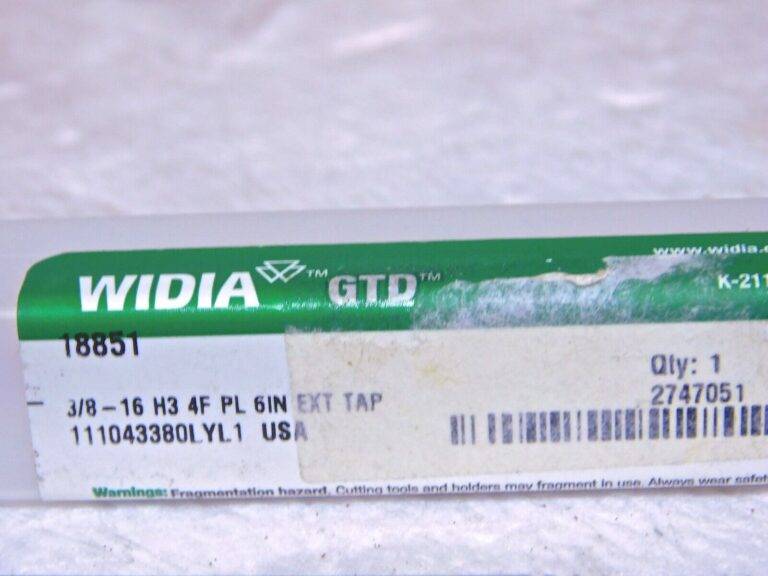 WIDIA™ GTD™
www.widia.
K-211
18851
Qty: 1
3/8-16 H3 4F PL 6IN EXT TAP
2747051
111043380LYL1 USA
Warnings: Fragmentation hazard. Cutting tools and holders may fragment in use. Always wear